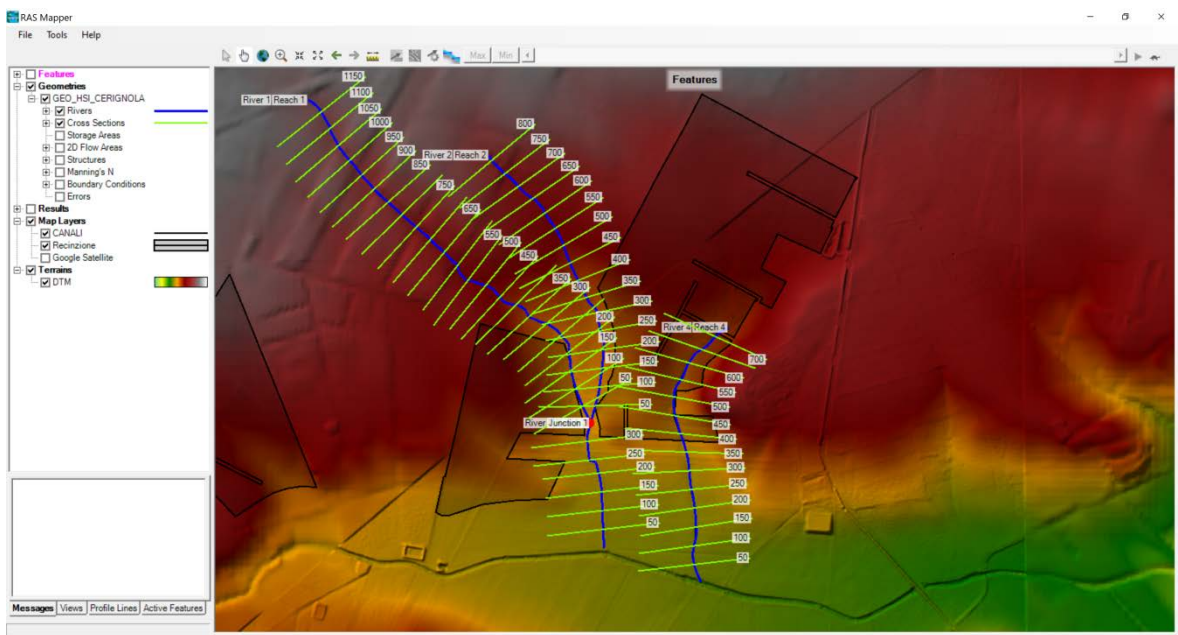 RAS Mapper
File Tools Help
Max Min
Features
Geometries
GEO_HSI_CERIGNOLA
Rivers
Cross Sections
Storage Areas
2D Flow Areas
Structures
Manning's N
Boundary Conditions
Errors
Results
Map Layers
CANALI
Recinzione
Google Satellite
Terrains
DTM
Messages Views Profile Lines Active Features
Features
River 1 Reach 1
1150
1100
1050
1000
950
900
850
750
650
550
500
450
350
300
200
150
100
50
River 2 Reach 2
800
750
700
650
600
550
500
450
400
350
300
250
200
150
100
50
River 4 Reach 4
700
600
550
500
450
400
350
300
250
200
150
100
50
River Junction 1
300
250
200
150
100
50